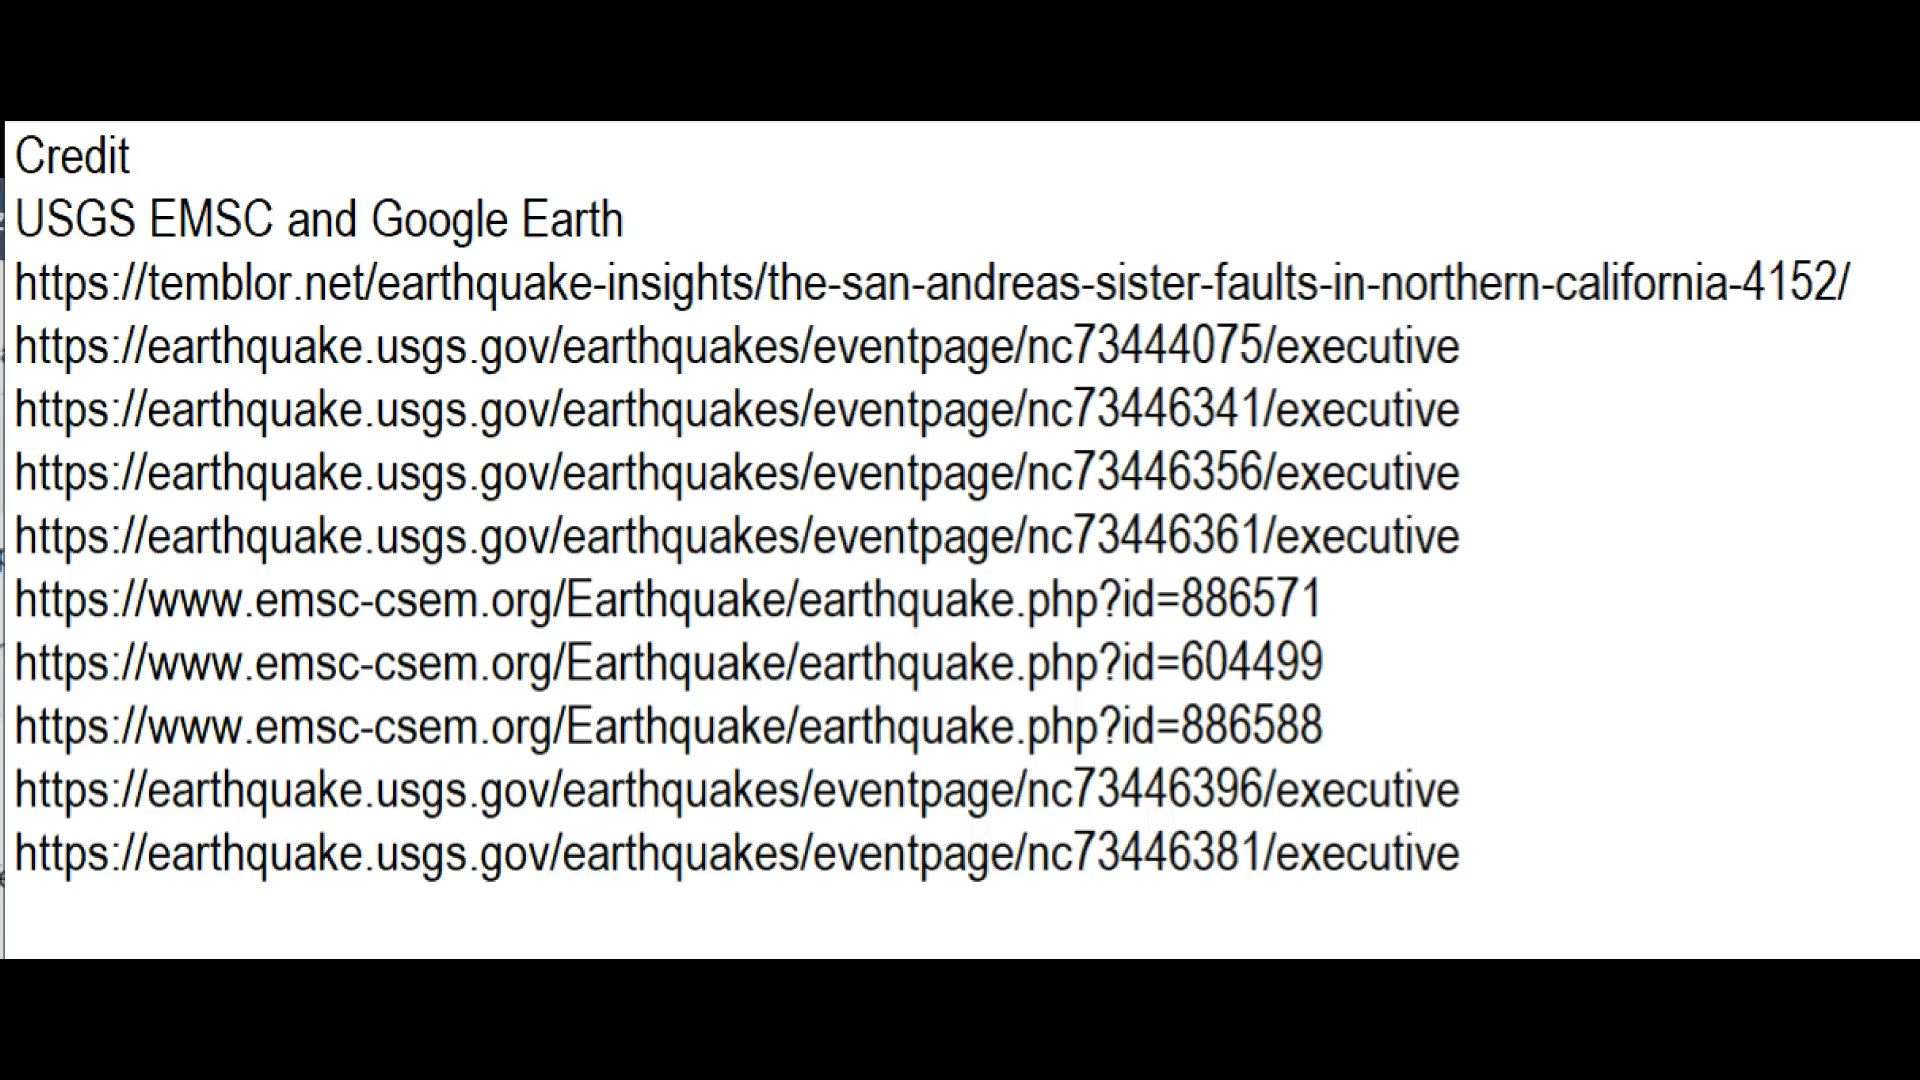 Credit
USGS EMSC and Google Earth
https://temblor.net/earthquake-insights/the-san-andreas-sister-faults-in-northern-california-4152/
https://earthquake.usgs.gov/earthquakes/eventpage/nc73444075/executive
https://earthquake.usgs.gov/earthquakes/eventpage/nc73446341/executive
https://earthquake.usgs.gov/earthquakes/eventpage/nc73446356/executive
https://earthquake.usgs.gov/earthquakes/eventpage/nc73446361/executive
https://www.emsc-csem.org/Earthquake/earthquake.php?id=886571
https://www.emsc-csem.org/Earthquake/earthquake.php?id=604499
https://www.emsc-csem.org/Earthquake/earthquake.php?id=886588
https://earthquake.usgs.gov/earthquakes/eventpage/nc73446396/executive
https://earthquake.usgs.gov/earthquakes/eventpage/nc73446381/executive